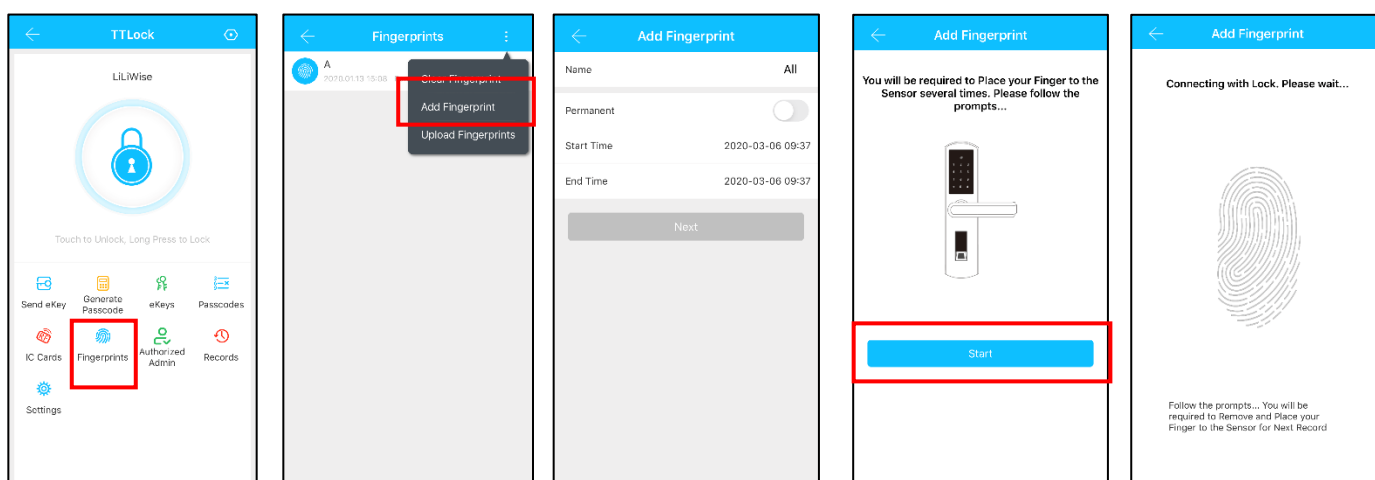 TTLock
LiLiWise
Touch to Unlock, Long Press to Lock
Send eKey
Generate
Passcode
eKeys
Passcodes
IC Cards
Fingerprints
Authorized
Admin
Records
Settings
Fingerprints
A
2020.01.13 15:08
Clear Fingerprint
Add Fingerprint
Upload Fingerprints
Add Fingerprint
Name All
Permanent
Start Time 2020-03-06 09:37
End Time 2020-03-06 09:37
Next
Add Fingerprint
You will be required to Place your Finger to the
Sensor several times. Please follow the
prompts...
Start
Add Fingerprint
Connecting with Lock. Please wait...
Follow the prompts... You will be
required to Remove and Place your
Finger to the Sensor for Next Record